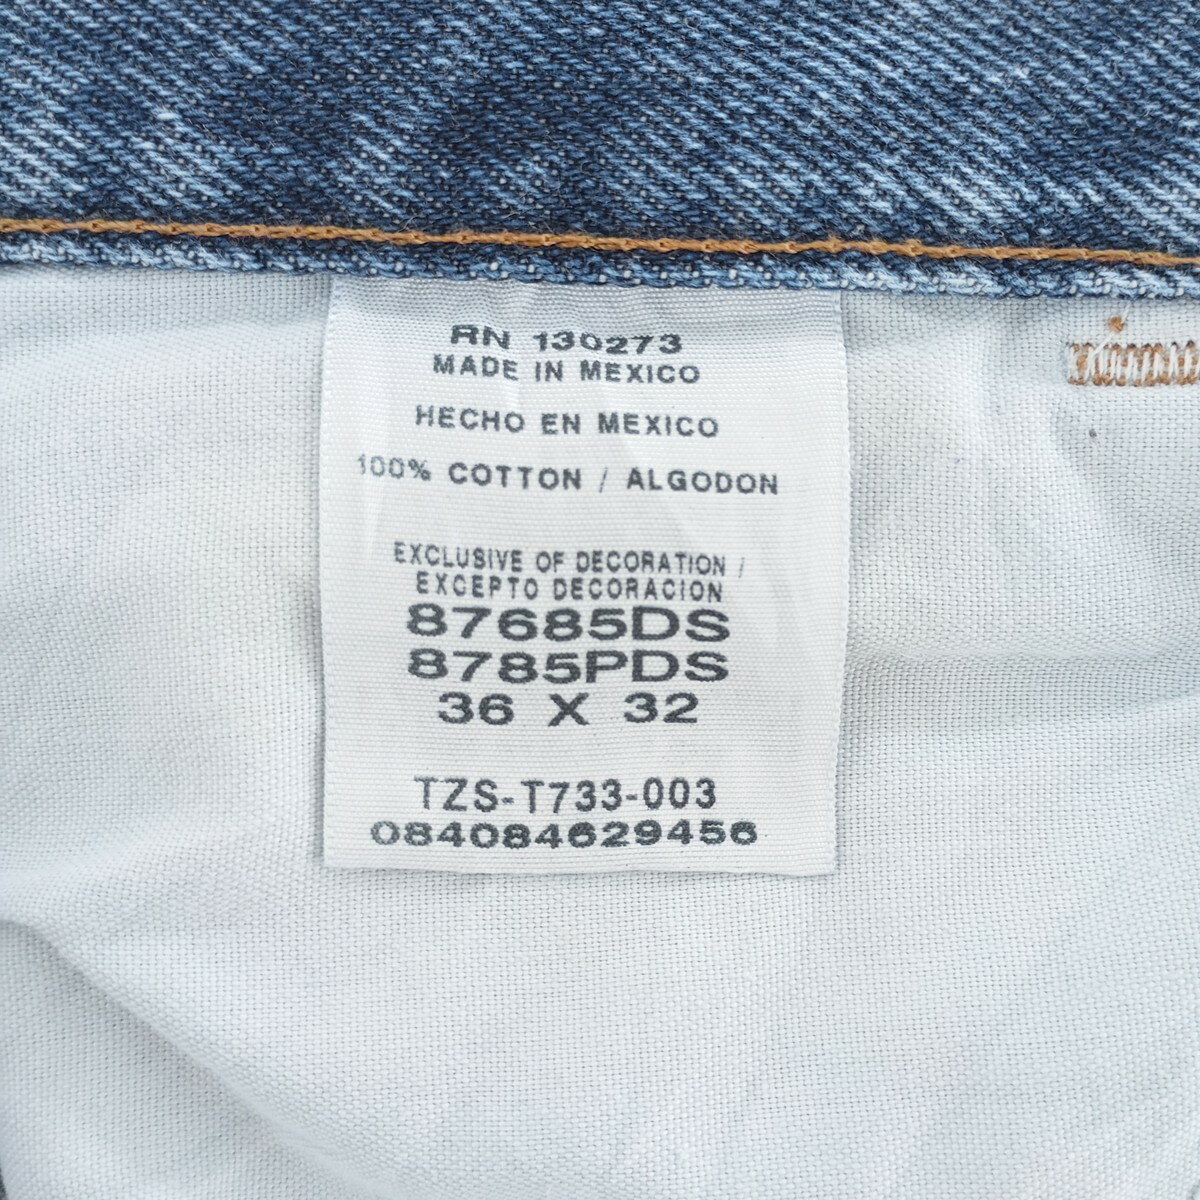 RN 130273
MADE IN MEXICO
HECHO EN MEXICO
100% COTTON / ALGODON
EXCLUSIVE OF DECORATION /
EXCEPTO DECORACION
87685DS
8785PDS
36 X 32
TZS-T733-003
084084629456